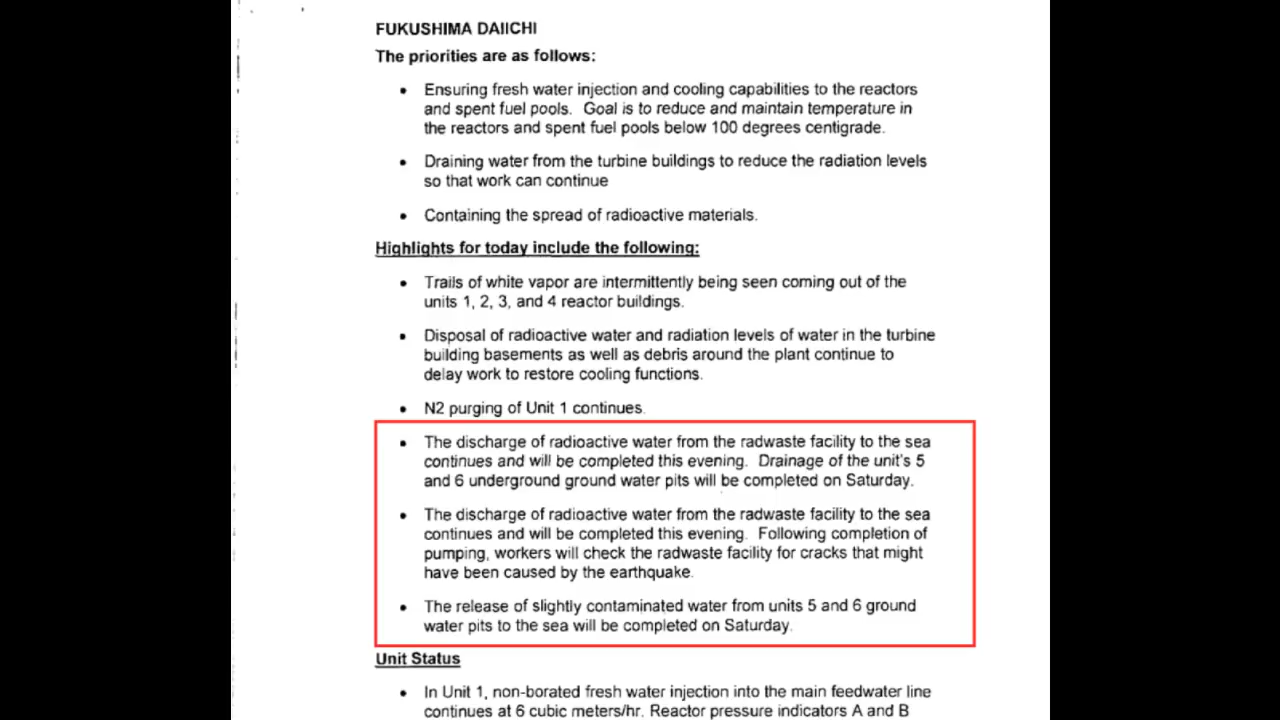 FUKUSHIMA DAIICHI
The priorities are as follows:
• Ensuring fresh water injection and cooling capabilities to the reactors
and spent fuel pools. Goal is to reduce and maintain temperature in
the reactors and spent fuel pools below 100 degrees centigrade.
• Draining water from the turbine buildings to reduce the radiation levels
so that work can continue
• Containing the spread of radioactive materials.
Highlights for today include the following:
• Trails of white vapor are intermittently being seen coming out of the
units 1, 2, 3, and 4 reactor buildings.
• Disposal of radioactive water and radiation levels of water in the turbine
building basements as well as debris around the plant continue to
delay work to restore cooling functions.
• N2 purging of Unit 1 continues.
• The discharge of radioactive water from the radwaste facility to the sea
continues and will be completed this evening. Drainage of the unit's 5
and 6 underground ground water pits will be completed on Saturday.
• The discharge of radioactive water from the radwaste facility to the sea
continues and will be completed this evening. Following completion of
pumping, workers will check the radwaste facility for cracks that might
have been caused by the earthquake.
• The release of slightly contaminated water from units 5 and 6 ground
water pits to the sea will be completed on Saturday.
Unit Status
• In Unit 1, non-borated fresh water injection into the main feedwater line
continues at 6 cubic meters/hr. Reactor pressure indicators A and B